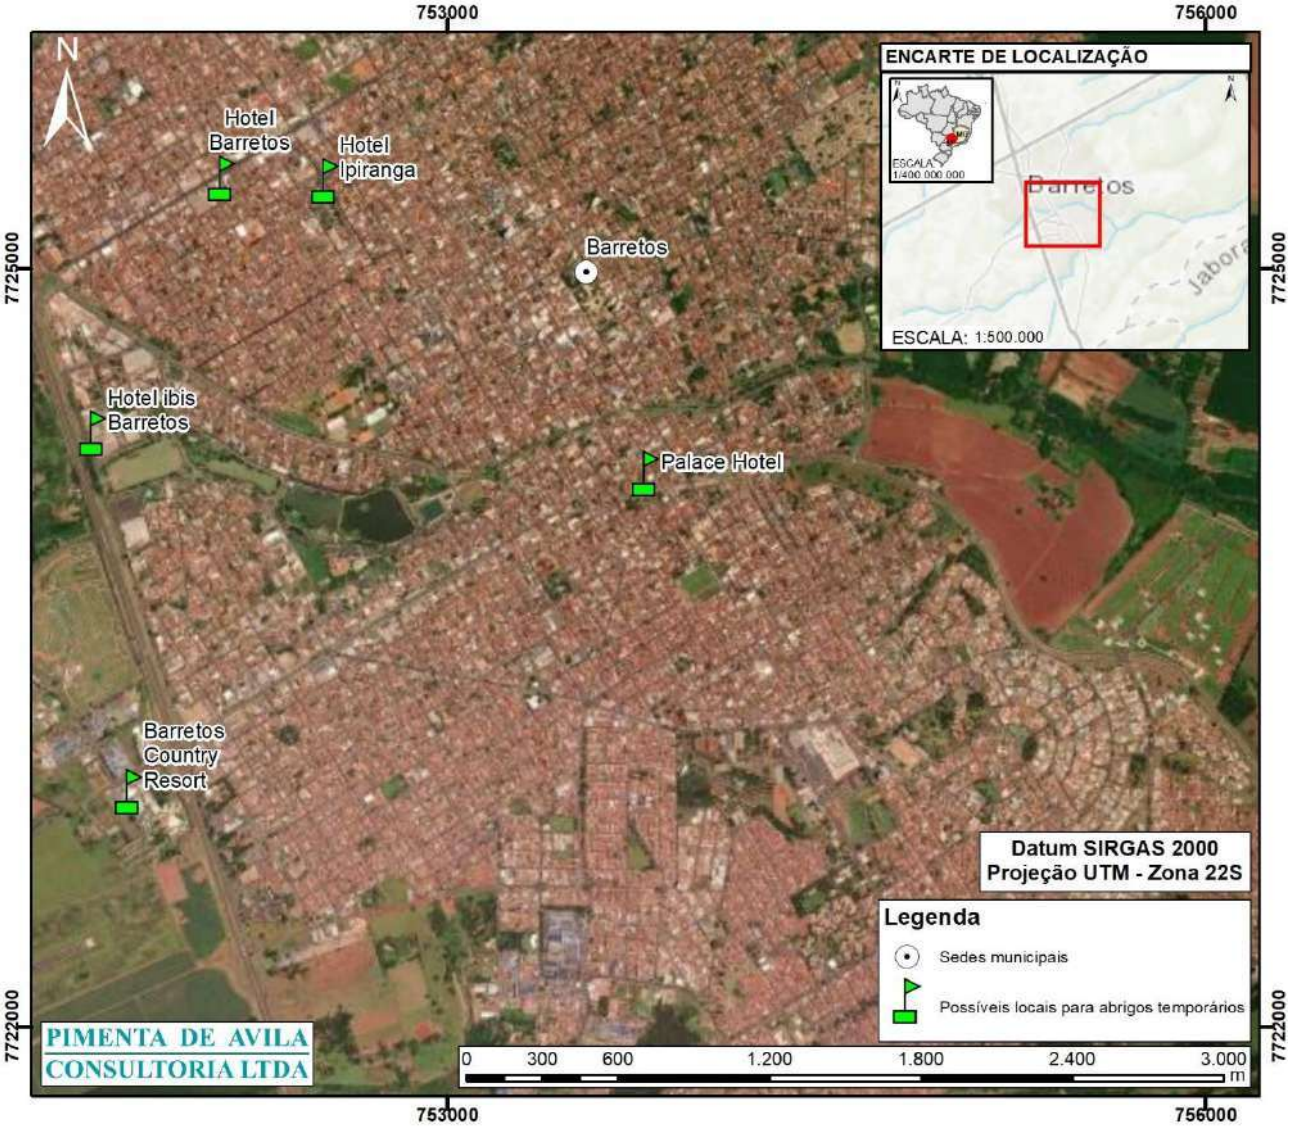 753000
756000
N
ENCARTE DE LOCALIZAÇÃO
N
N
MG
ESCALA:
1/400.000.000
Barretos
Jabora
ESCALA: 1:500.000
Hotel
Barretos
Hotel
Ipiranga
Barretos
7725000
7725000
Hotel ibis
Barretos
Palace Hotel
Barretos
Country
Resort
Datum SIRGAS 2000
Projeção UTM - Zona 22S
Legenda
Sedes municipais
Possíveis locais para abrigos temporários
7722000
7722000
PIMENTA DE AVILA
CONSULTORIA LTDA
0 300 600 1.200 1.800 2.400 3.000
m
753000
756000